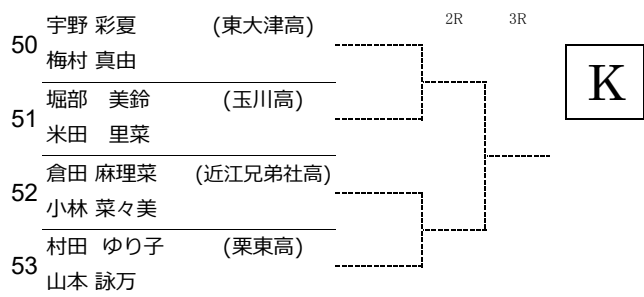 2R 3R
宇野 彩夏 (東大津高)
50
梅村 真由
K
堀部 美鈴 (玉川高)
51
米田 里菜
倉田 麻理菜 (近江兄弟社高)
52
小林 菜々美
村田 ゆり子 (栗東高)
53
山本 詠万